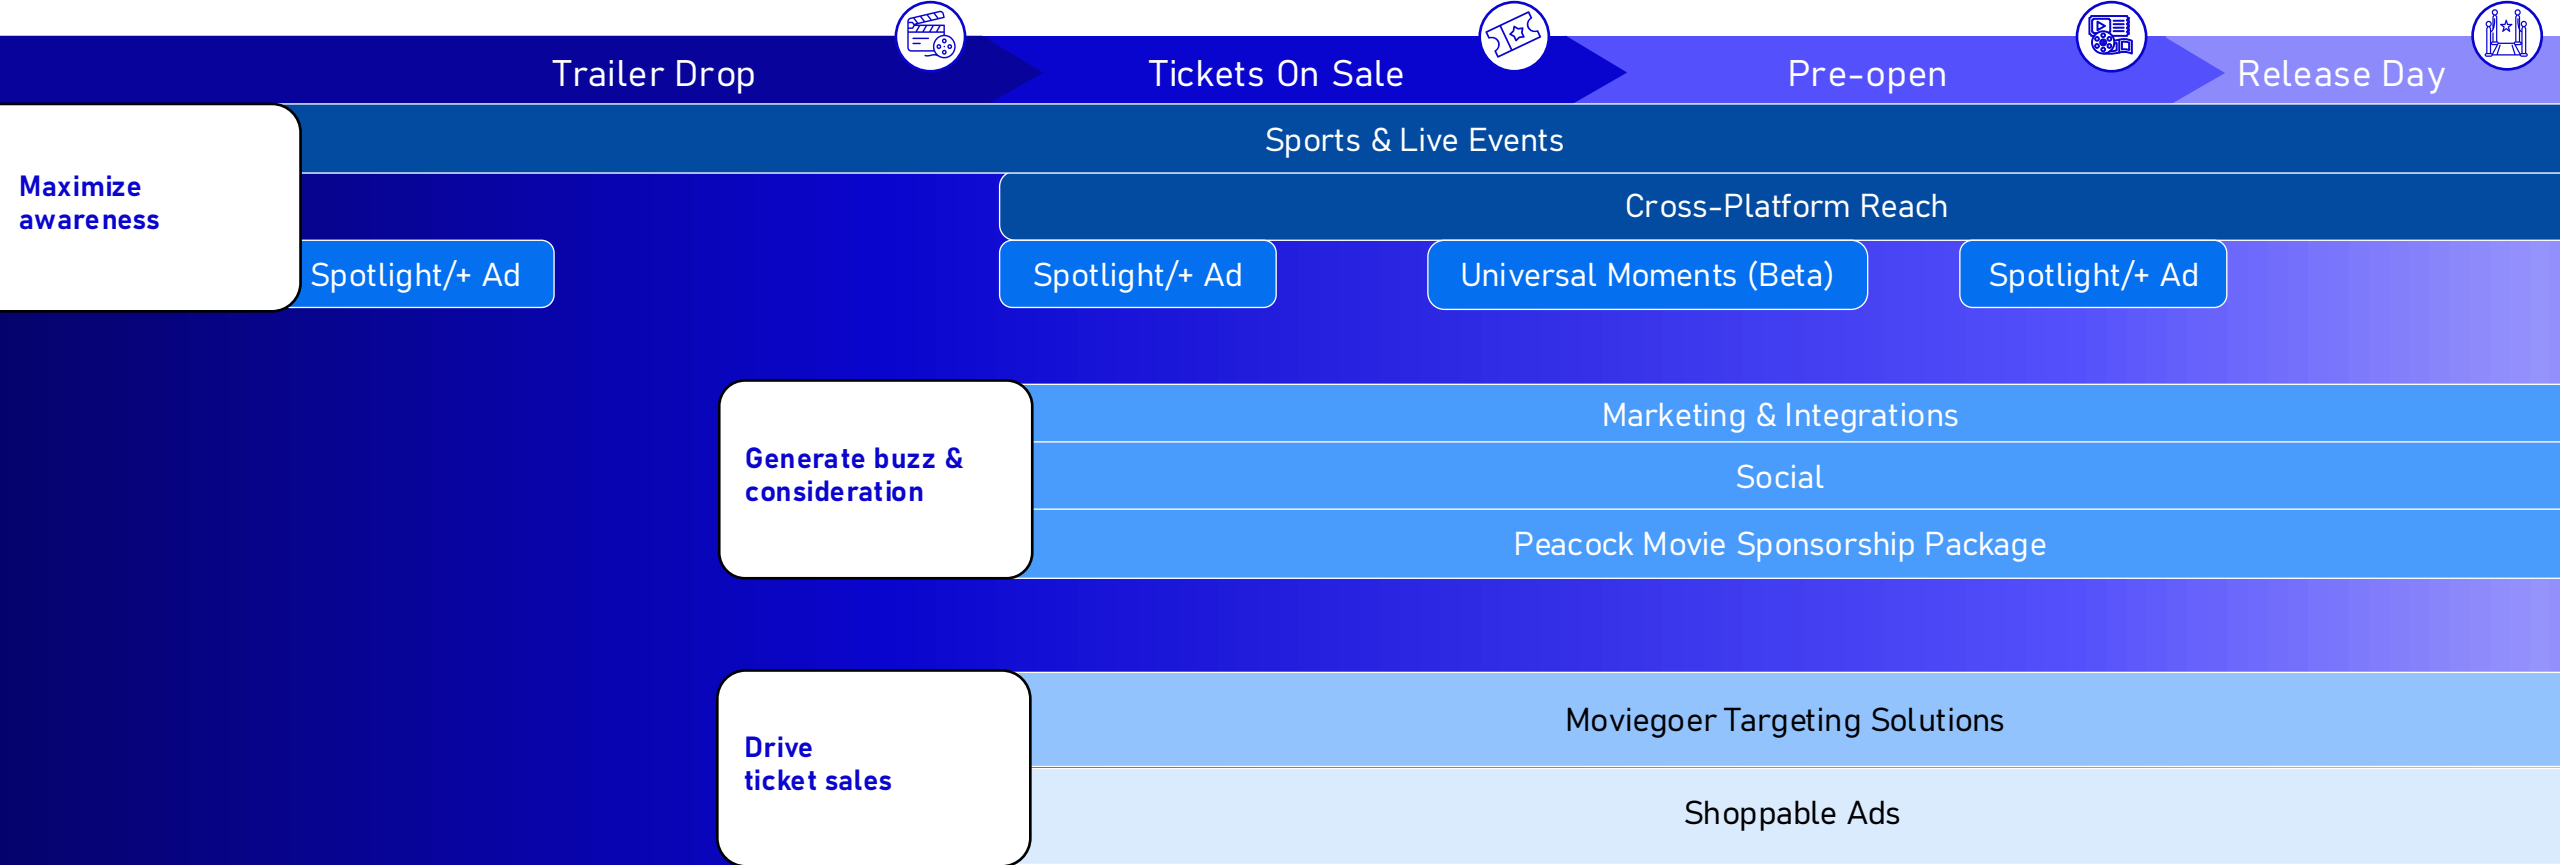 Trailer Drop
Tickets On Sale
Pre-open
Release Day
Sports & Live Events
Maximize
awareness
Cross-Platform Reach
Spotlight/+ Ad
Spotlight/+ Ad
Universal Moments (Beta)
Spotlight/+ Ad
Marketing & Integrations
Generate buzz &
consideration
Social
Peacock Movie Sponsorship Package
Moviegoer Targeting Solutions
Drive
ticket sales
Shoppable Ads